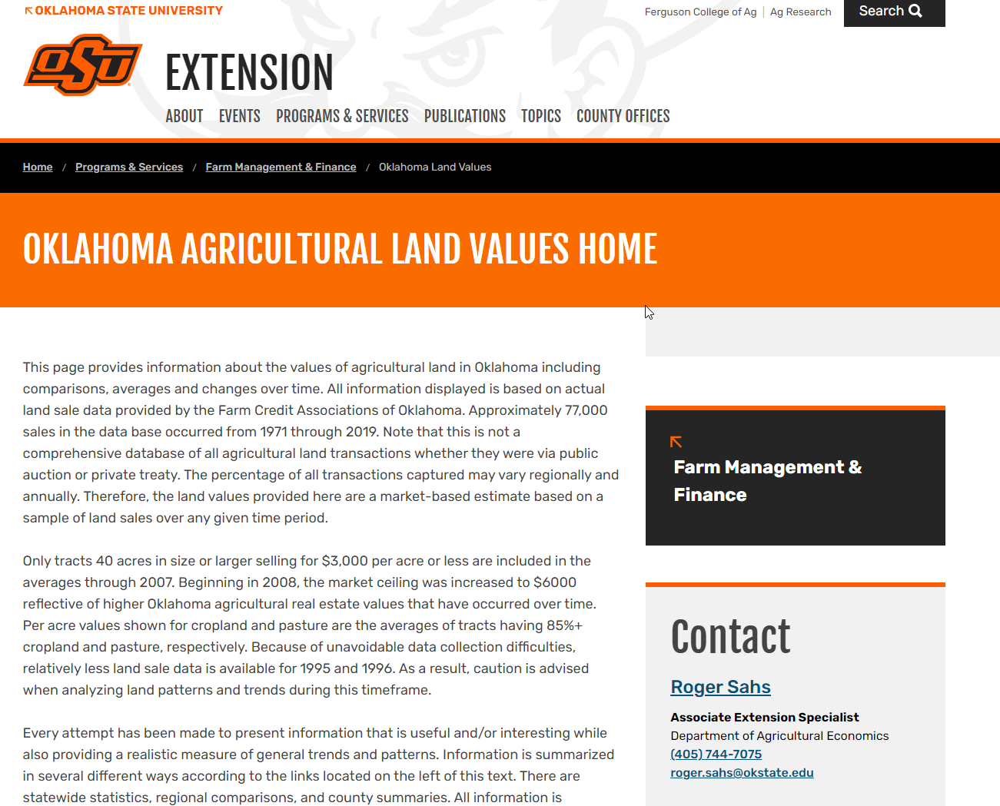 OKLAHOMA STATE UNIVERSITY
Ferguson College of Ag | Ag Research
Search
OSU
EXTENSION
ABOUT EVENTS PROGRAMS & SERVICES PUBLICATIONS TOPICS COUNTY OFFICES
Home / Programs & Services / Farm Management & Finance / Oklahoma Land Values
OKLAHOMA AGRICULTURAL LAND VALUES HOME
This page provides information about the values of agricultural land in Oklahoma including
comparisons, averages and changes over time. All information displayed is based on actual
land sale data provided by the Farm Credit Associations of Oklahoma. Approximately 77,000
sales in the data base occurred from 1971 through 2019. Note that this is not a
comprehensive database of all agricultural land transactions whether they were via public
auction or private treaty. The percentage of all transactions captured may vary regionally and
annually. Therefore, the land values provided here are a market-based estimate based on a
sample of land sales over any given time period.
Only tracts 40 acres in size or larger selling for $3,000 per acre or less are included in the
averages through 2007. Beginning in 2008, the market ceiling was increased to $6000
reflective of higher Oklahoma agricultural real estate values that have occurred over time.
Per acre values shown for cropland and pasture are the averages of tracts having 85%+
cropland and pasture, respectively. Because of unavoidable data collection difficulties,
relatively less land sale data is available for 1995 and 1996. As a result, caution is advised
when analyzing land patterns and trends during this timeframe.
Every attempt has been made to present information that is useful and/or interesting while
also providing a realistic measure of general trends and patterns. Information is summarized
in several different ways according to the links located on the left of this text. There are
statewide statistics, regional comparisons, and county summaries. All information is
Farm Management &
Finance
Contact
Roger Sahs
Associate Extension Specialist
Department of Agricultural Economics
(405) 744-7075
roger.sahs@okstate.edu